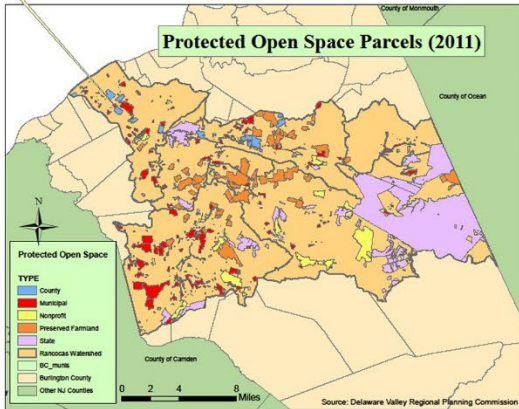 County of Monmouth
Protected Open Space Parcels (2011)
County of Ocean
N
Protected Open Space
TYPE
County
Municipal
Nonprofit
Preserved Farmland
State
Rancocas Watershed
BC_munis
Burlington County
Other NJ Counties
County of Camden
0 2 4 8
Miles
Source: Delaware Valley Regional Planning Commission